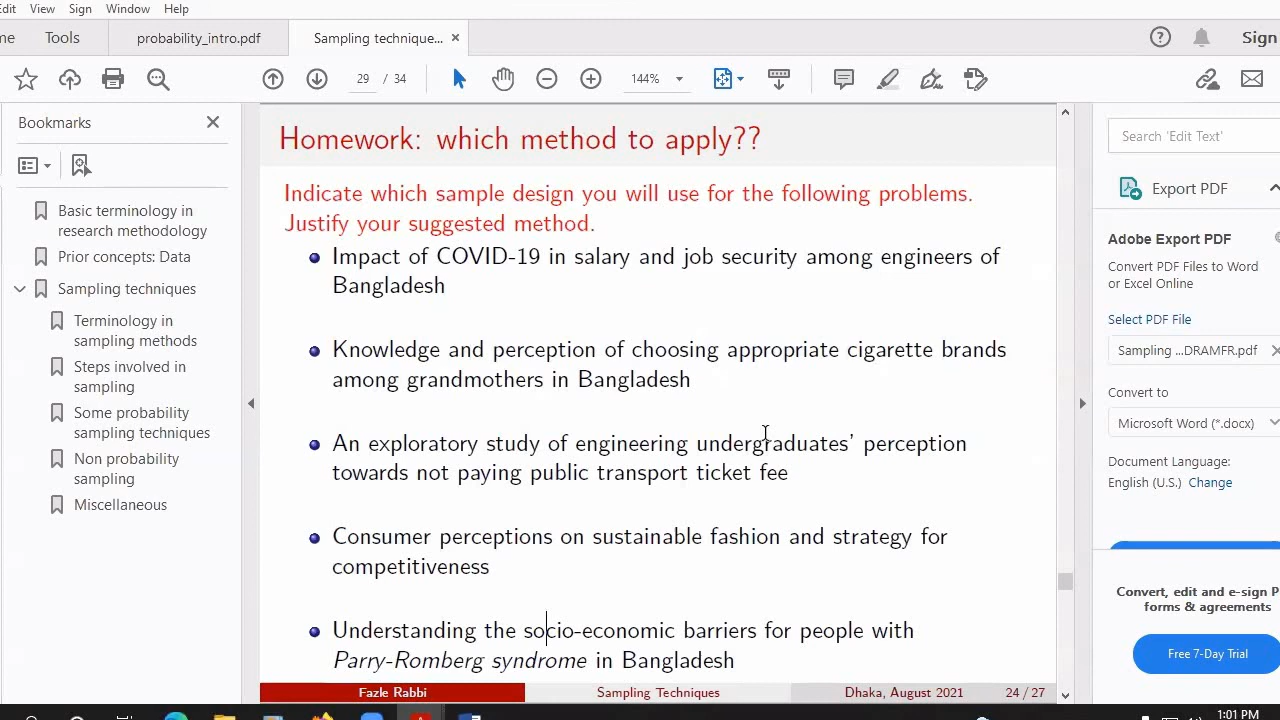 Edit View Sign Window Help
me Tools probability_intro.pdf Sampling technique... × Sign
29 / 34 144%
Bookmarks
Basic terminology in
research methodology
Prior concepts: Data
Sampling techniques
Terminology in
sampling methods
Steps involved in
sampling
Some probability
sampling techniques
Non probability
sampling
Miscellaneous
Homework: which method to apply??
Indicate which sample design you will use for the following problems.
Justify your suggested method.
Impact of COVID-19 in salary and job security among engineers of
Bangladesh
Knowledge and perception of choosing appropriate cigarette brands
among grandmothers in Bangladesh
An exploratory study of engineering undergraduates' perception
towards not paying public transport ticket fee
Consumer perceptions on sustainable fashion and strategy for
competitiveness
Understanding the socio-economic barriers for people with
Parry-Romberg syndrome in Bangladesh
Fazle Rabbi Sampling Techniques Dhaka, August 2021 24 / 27
Search 'Edit Text'
Export PDF
Adobe Export PDF
Convert PDF Files to Word
or Excel Online
Select PDF File
Sampling ...DRAMFR.pdf ×
Convert to
Microsoft Word (*.docx)
Document Language:
English (U.S.) Change
Convert, edit and e-sign P
forms & agreements
Free 7-Day Trial
1:01 PM